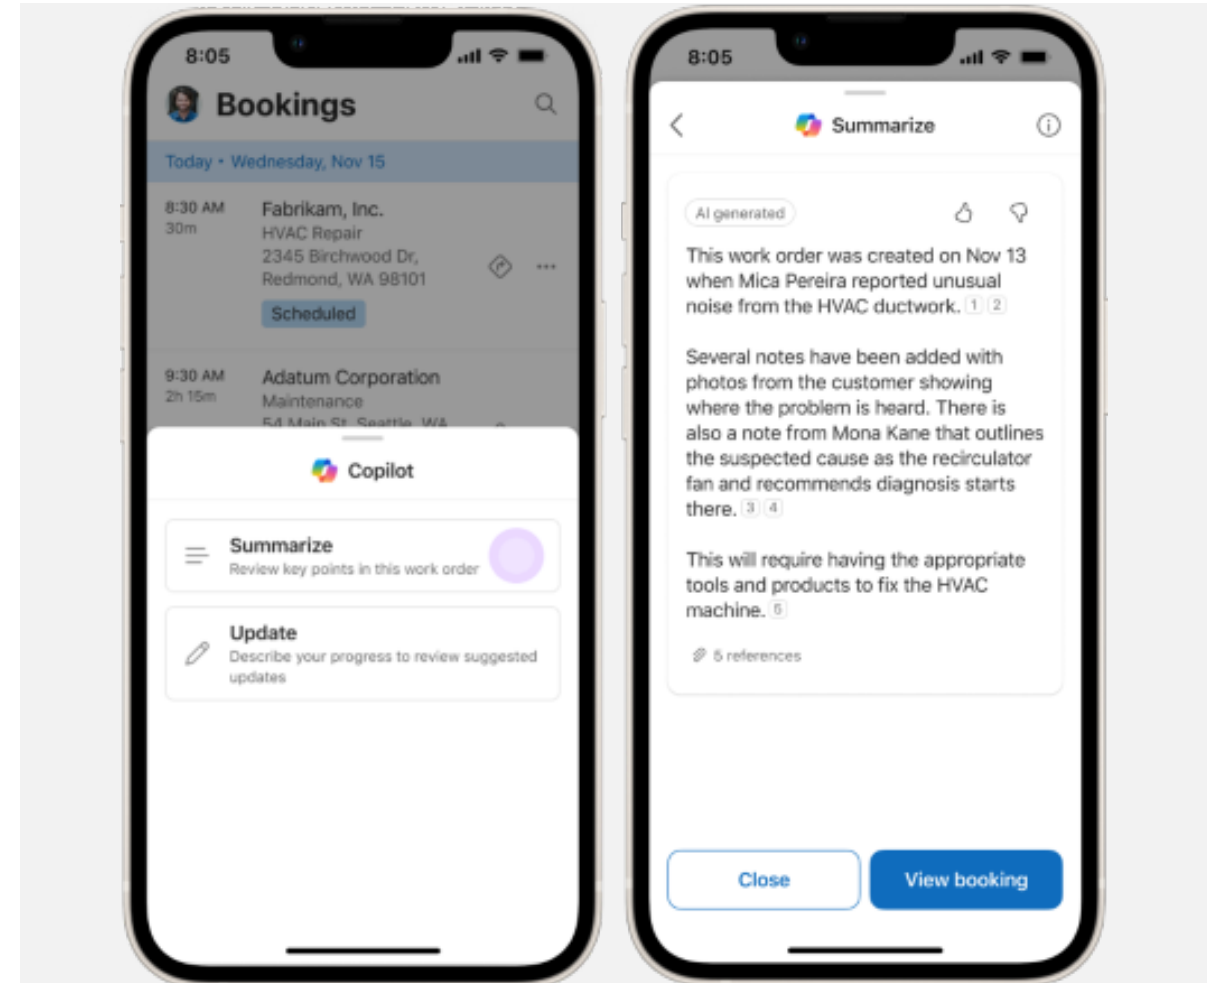 8:05
Bookings
Today • Wednesday, Nov 15
8:30 AM
30m
Fabrikam, Inc.
HVAC Repair
2345 Birchwood Dr,
Redmond, WA 98101
Scheduled
9:30 AM
2h 15m
Adatum Corporation
Maintenance
54 Main St, Seattle, WA
Copilot
Summarize
Review key points in this work order
Update
Describe your progress to review suggested
updates
8:05
Summarize
AI generated
This work order was created on Nov 13
when Mica Pereira reported unusual
noise from the HVAC ductwork. 1 2
Several notes have been added with
photos from the customer showing
where the problem is heard. There is
also a note from Mona Kane that outlines
the suspected cause as the recirculator
fan and recommends diagnosis starts
there. 3 4
This will require having the appropriate
tools and products to fix the HVAC
machine. 5
5 references
Close
View booking